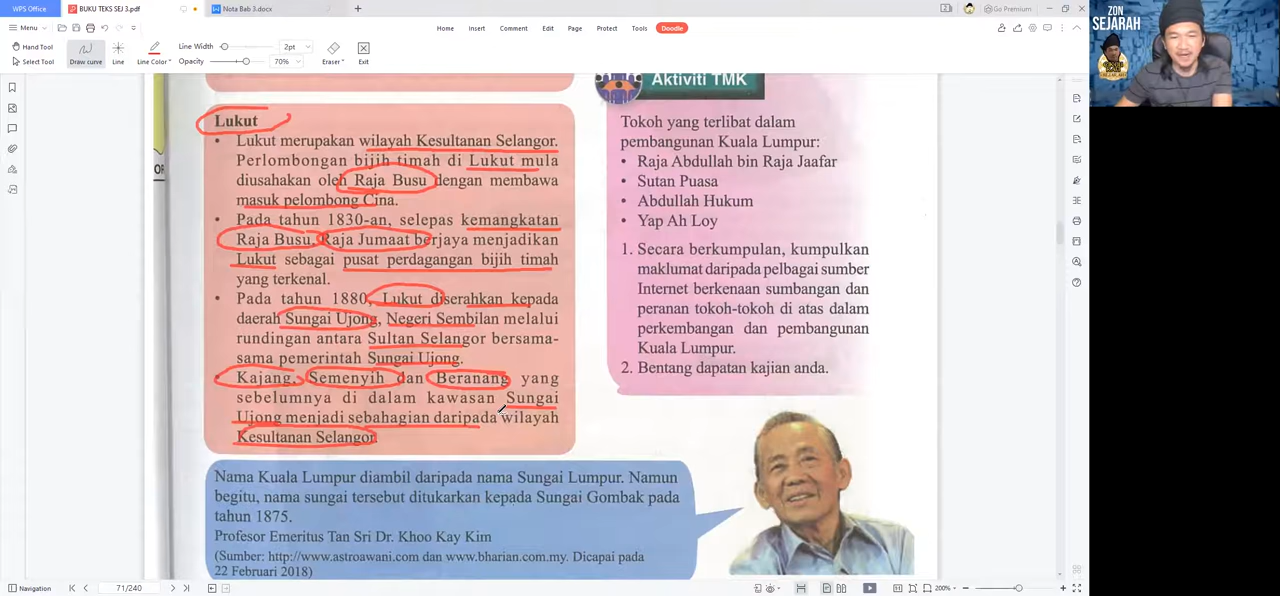 WPS Office
BUKU TEKS SEJ 3.pdf
Nota Bab 3.docx
Go Premium
Menu
Home
Insert
Comment
Edit
Page
Protect
Tools
Doodle
Hand Tool
Select Tool
Draw curve
Line
Line Color
Line Width
2pt
Opacity
70%
Eraser
Exit
ZON
SEJARAH
Aktiviti TMK
Lukut
• Lukut merupakan wilayah Kesultanan Selangor.
Perlombongan bijih timah di Lukut mula
diusahakan oleh Raja Busu dengan membawa
masuk pelombong Cina.
• Pada tahun 1830-an, selepas kemangkatan
Raja Busu, Raja Jumaat berjaya menjadikan
Lukut sebagai pusat perdagangan bijih timah
yang terkenal.
• Pada tahun 1880, Lukut diserahkan kepada
daerah Sungai Ujong, Negeri Sembilan melalui
rundingan antara Sultan Selangor bersama-
sama pemerintah Sungai Ujong.
• Kajang, Semenyih dan Beranang yang
sebelumnya di dalam kawasan Sungai
Ujong menjadi sebahagian daripada wilayah
Kesultanan Selangor.
Tokoh yang terlibat dalam
pembangunan Kuala Lumpur:
• Raja Abdullah bin Raja Jaafar
• Sutan Puasa
• Abdullah Hukum
• Yap Ah Loy
1. Secara berkumpulan, kumpulkan
maklumat daripada pelbagai sumber
Internet berkenaan sumbangan dan
peranan tokoh-tokoh di atas dalam
perkembangan dan pembangunan
Kuala Lumpur.
2. Bentang dapatan kajian anda.
Nama Kuala Lumpur diambil daripada nama Sungai Lumpur. Namun
begitu, nama sungai tersebut ditukarkan kepada Sungai Gombak pada
tahun 1875.
Profesor Emeritus Tan Sri Dr. Khoo Kay Kim
(Sumber: http://www.astroawani.com dan www.bharian.com.my. Dicapai pada
22 Februari 2018)
Navigation
71/240
200%